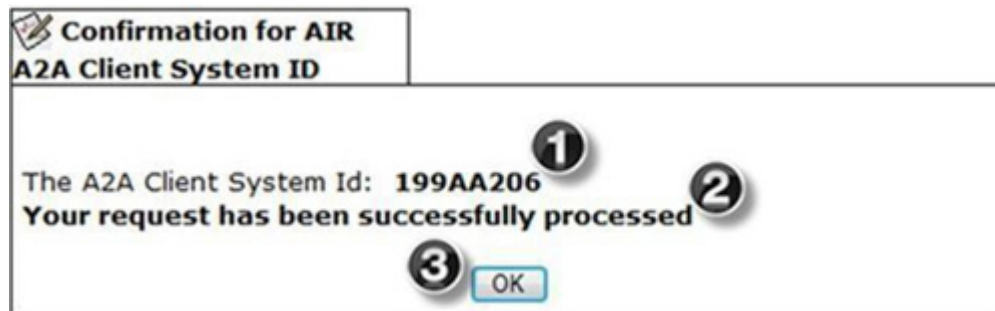 Confirmation for AIR
A2A Client System ID
1
The A2A Client System Id: 199AA206
2
Your request has been successfully processed
3
OK